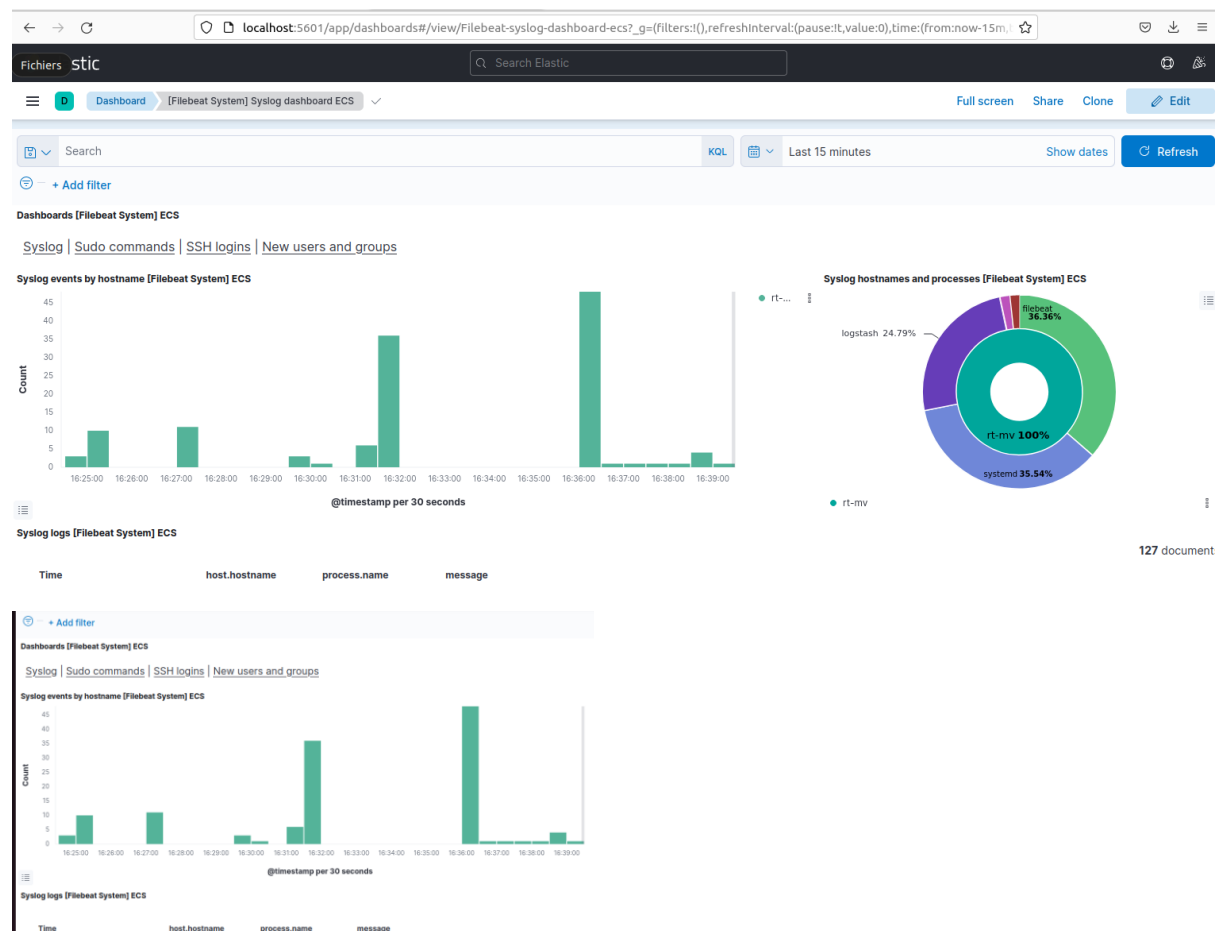 localhost:5601/app/dashboards#/view/Filebeat-syslog-dashboard-ecs?_g=(filters:!(),refreshInterval:(pause:!t,value:0),time:(from:now-15m,
Fichiers stic
Search Elastic
D Dashboard [Filebeat System] Syslog dashboard ECS
Full screen Share Clone Edit
Search KQL Last 15 minutes Show dates Refresh
+ Add filter
Dashboards [Filebeat System] ECS
Syslog | Sudo commands | SSH logins | New users and groups
Syslog events by hostname [Filebeat System] ECS
45
40
35
30
25
20
15
10
5
0
Count
16:25:00 16:26:00 16:27:00 16:28:00 16:29:00 16:30:00 16:31:00 16:32:00 16:33:00 16:34:00 16:35:00 16:36:00 16:37:00 16:38:00 16:39:00
@timestamp per 30 seconds
rt-...
Syslog hostnames and processes [Filebeat System] ECS
filebeat
36.36%
logstash 24.79%
rt-mv 100%
systemd 35.54%
rt-mv
Syslog logs [Filebeat System] ECS
127 document
Time host.hostname process.name message
+ Add filter
Dashboards [Filebeat System] ECS
Syslog | Sudo commands | SSH logins | New users and groups
Syslog events by hostname [Filebeat System] ECS
45
40
35
30
25
20
15
10
5
0
Count
16:25:00 16:26:00 16:27:00 16:28:00 16:29:00 16:30:00 16:31:00 16:32:00 16:33:00 16:34:00 16:35:00 16:36:00 16:37:00 16:38:00 16:39:00
@timestamp per 30 seconds
Syslog logs [Filebeat System] ECS
Time host.hostname process.name message